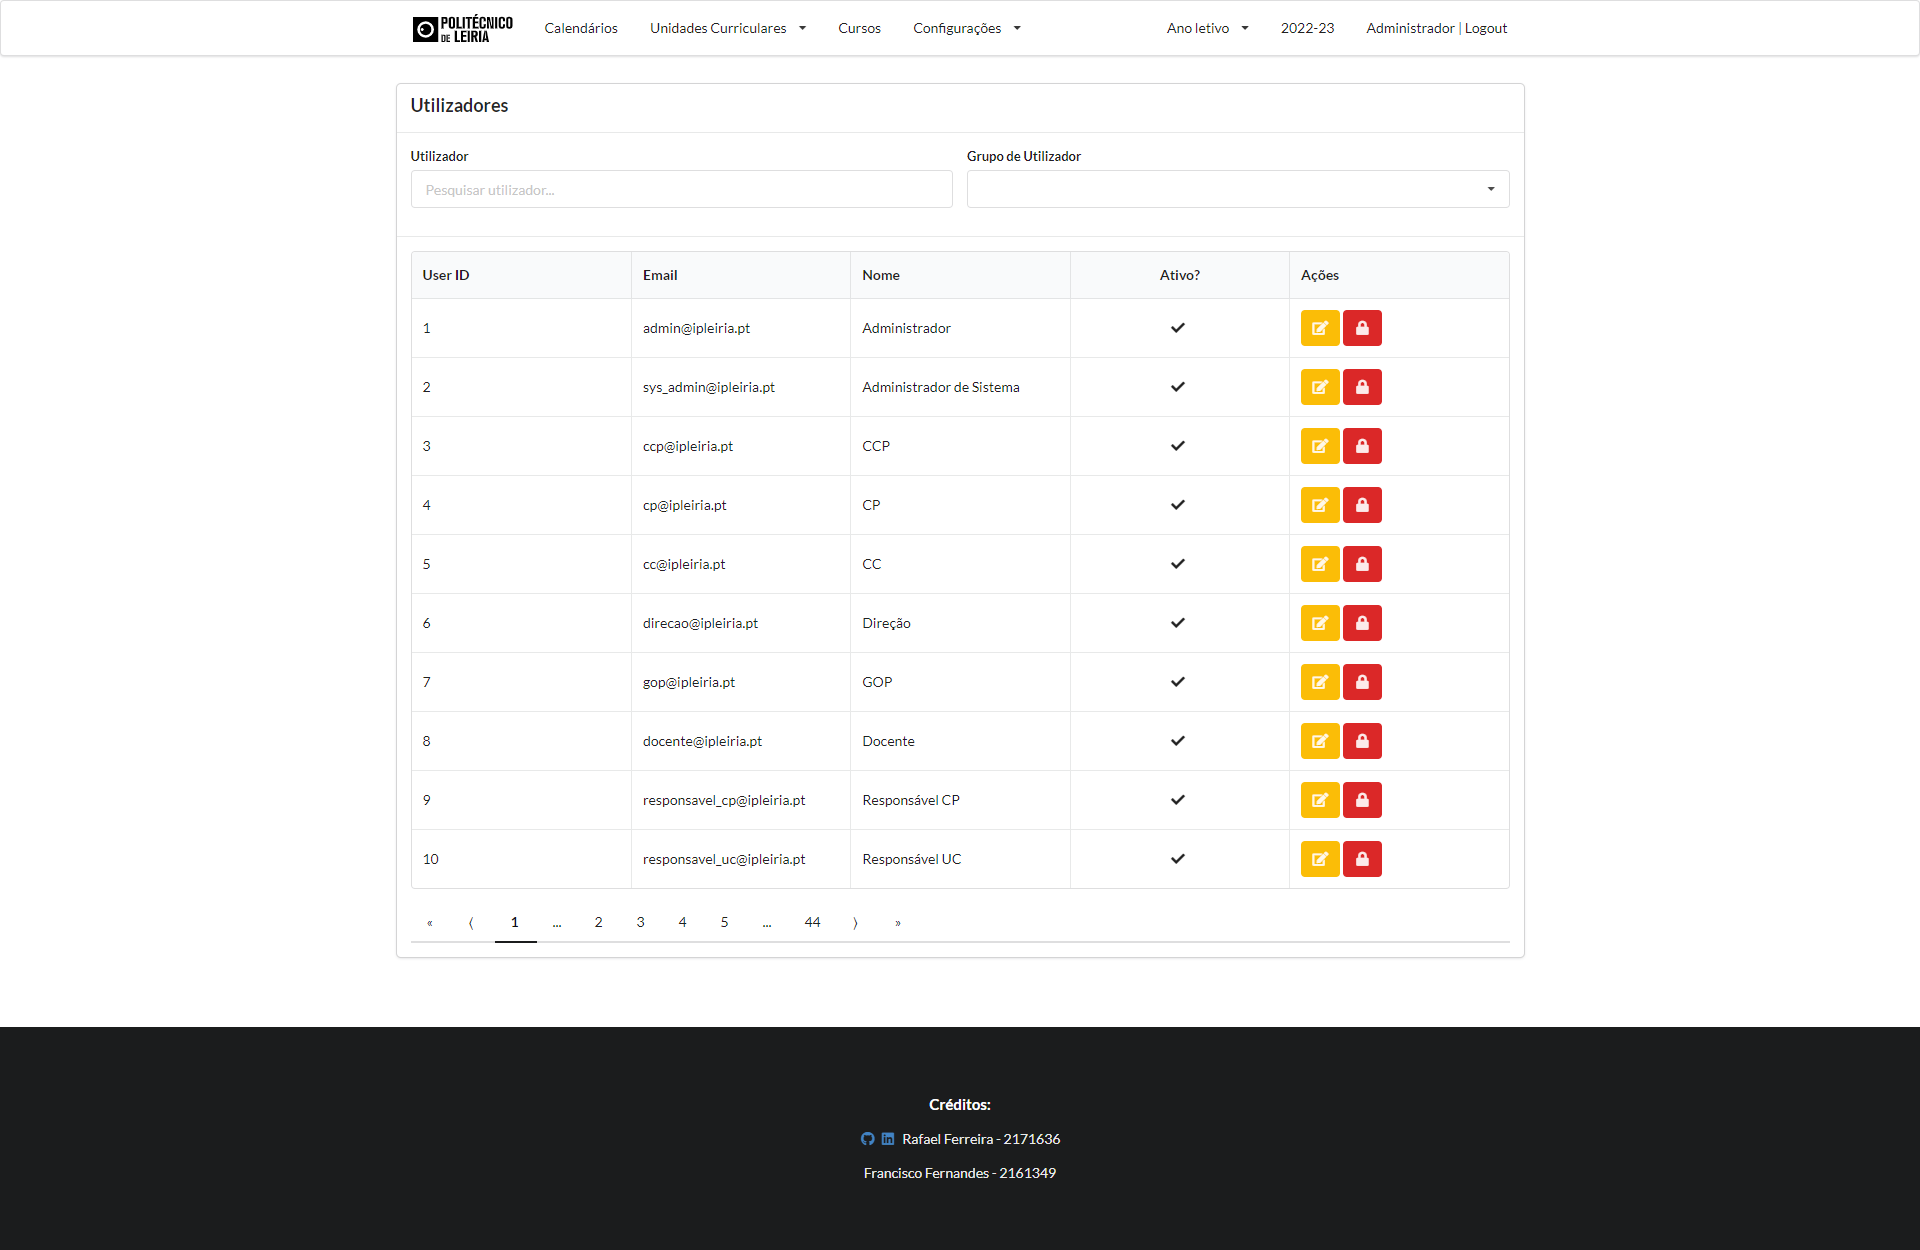 POLITÉCNICO
DE LEIRIA
Calendários Unidades Curriculares Cursos Configurações Ano letivo 2022-23 Administrador | Logout
Utilizadores
Utilizador Grupo de Utilizador
Pesquisar utilizador...
User ID Email Nome Ativo? Ações
1 admin@ipleiria.pt Administrador
2 sys_admin@ipleiria.pt Administrador de Sistema
3 ccp@ipleiria.pt CCP
4 cp@ipleiria.pt CP
5 cc@ipleiria.pt CC
6 direcao@ipleiria.pt Direção
7 gop@ipleiria.pt GOP
8 docente@ipleiria.pt Docente
9 responsavel_cp@ipleiria.pt Responsável CP
10 responsavel_uc@ipleiria.pt Responsável UC
« ⟨ 1 ... 2 3 4 5 ... 44 ⟩ »
Créditos:
Rafael Ferreira - 2171636
Francisco Fernandes - 2161349